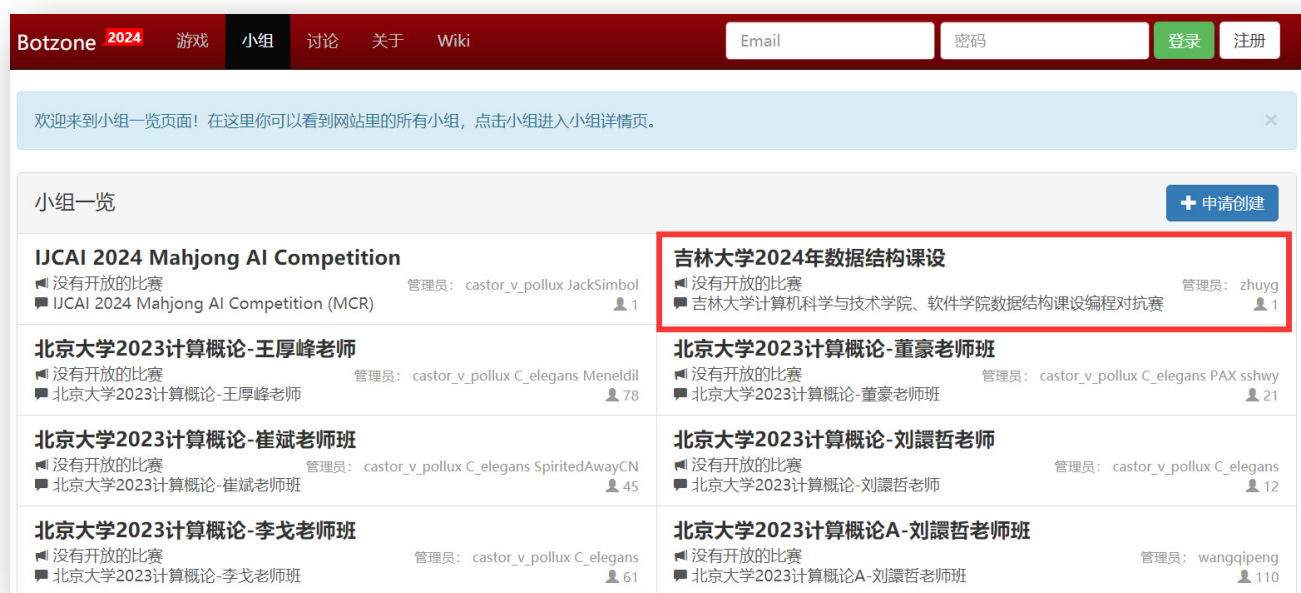 Botzone 2024 游戏 小组 讨论 关于 Wiki Email 密码 登录 注册
欢迎来到小组一览页面！在这里你可以看到网站里的所有小组，点击小组进入小组详情页。 ×
小组一览 申请创建
IJCAI 2024 Mahjong AI Competition
没有开放的比赛 管理员： castor_v_pollux JackSimbol
IJCAI 2024 Mahjong AI Competition (MCR) 1
吉林大学2024年数据结构课设
没有开放的比赛 管理员： zhuyg
吉林大学计算机科学与技术学院、软件学院数据结构课设编程对抗赛 1
北京大学2023计算概论-王厚峰老师
没有开放的比赛 管理员： castor_v_pollux C_elegans Meneldil
北京大学2023计算概论-王厚峰老师 78
北京大学2023计算概论-董豪老师班
没有开放的比赛 管理员： castor_v_pollux C_elegans PAX sshwy
北京大学2023计算概论-董豪老师班 21
北京大学2023计算概论-崔斌老师班
没有开放的比赛 管理员： castor_v_pollux C_elegans SpiritedAwayCN
北京大学2023计算概论-崔斌老师班 45
北京大学2023计算概论-刘譞哲老师
没有开放的比赛 管理员： castor_v_pollux C_elegans
北京大学2023计算概论-刘譞哲老师 12
北京大学2023计算概论-李戈老师班
没有开放的比赛 管理员： castor_v_pollux C_elegans
北京大学2023计算概论-李戈老师班 61
北京大学2023计算概论A-刘譞哲老师班
没有开放的比赛 管理员： wangqipeng
北京大学2023计算概论A-刘譞哲老师班 110